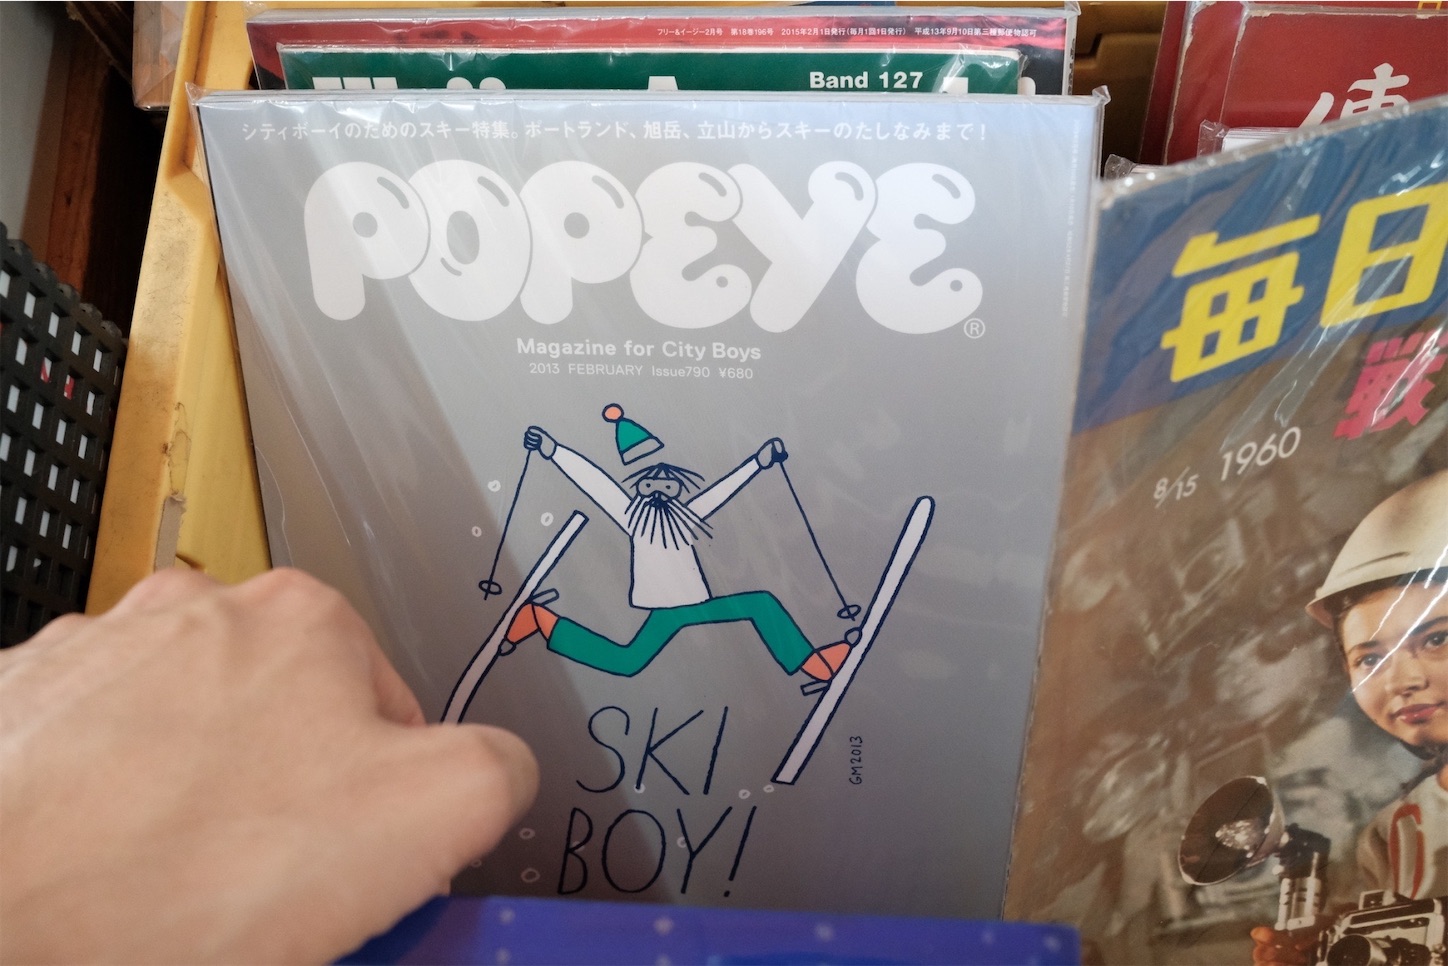 フリー&イージー2月号 第18巻196号 2015年2月1日発行(毎月1回1日発行) 平成13年9月10日第三種郵便物認可
Band 127
シティボーイのためのスキー特集。ポートランド、旭岳、立山からスキーのたしなみまで!
POPEYE®
Magazine for City Boys
2013 FEBRUARY Issue790 ¥680
SKI
BOY!
GM2013
毎日
8/15 1960
C